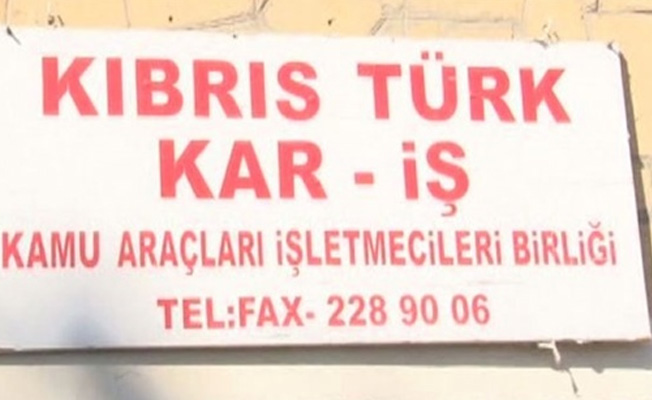 KIBRIS TÜRK
KAR - İŞ
KAMU ARAÇLARI İŞLETMECİLERİ BİRLİĞİ
TEL:FAX- 228 90 06